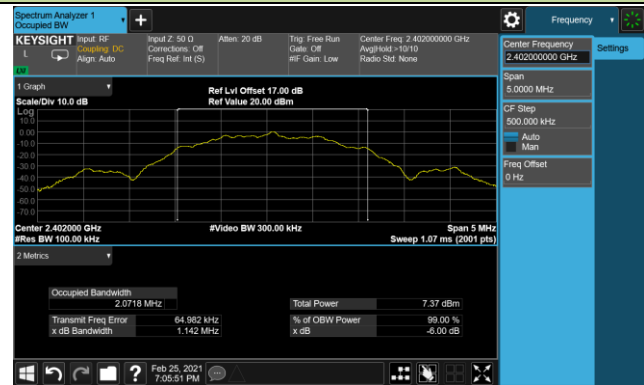 Spectrum Analyzer 1
Occupied BW
Frequency
KEYSIGHT
L
Input: RF
Coupling: DC
Align: Auto
Input Z: 50 Ω
Corrections: Off
Freq Ref: Int (S)
Atten: 20 dB
Trig: Free Run
Gate: Off
#IF Gain: Low
Center Freq: 2.402000000 GHz
Avg|Hold:>10/10
Radio Std: None
Center Frequency
2.402000000 GHz
Settings
Span
5.0000 MHz
CF Step
500.000 kHz
Auto
Man
Freq Offset
0 Hz
1 Graph
Scale/Div 10.0 dB
Ref Lvl Offset 17.00 dB
Ref Value 20.00 dBm
Log
10.0
0.00
-10.0
-20.0
-30.0
-40.0
-50.0
-60.0
-70.0
Center 2.402000 GHz
#Res BW 100.00 kHz
#Video BW 300.00 kHz
Span 5 MHz
Sweep 1.07 ms (2001 pts)
2 Metrics
Occupied Bandwidth
2.0718 MHz
Transmit Freq Error 64.982 kHz
x dB Bandwidth 1.142 MHz
Total Power 7.37 dBm
% of OBW Power 99.00 %
x dB -6.00 dB
Feb 25, 2021
7:05:51 PM